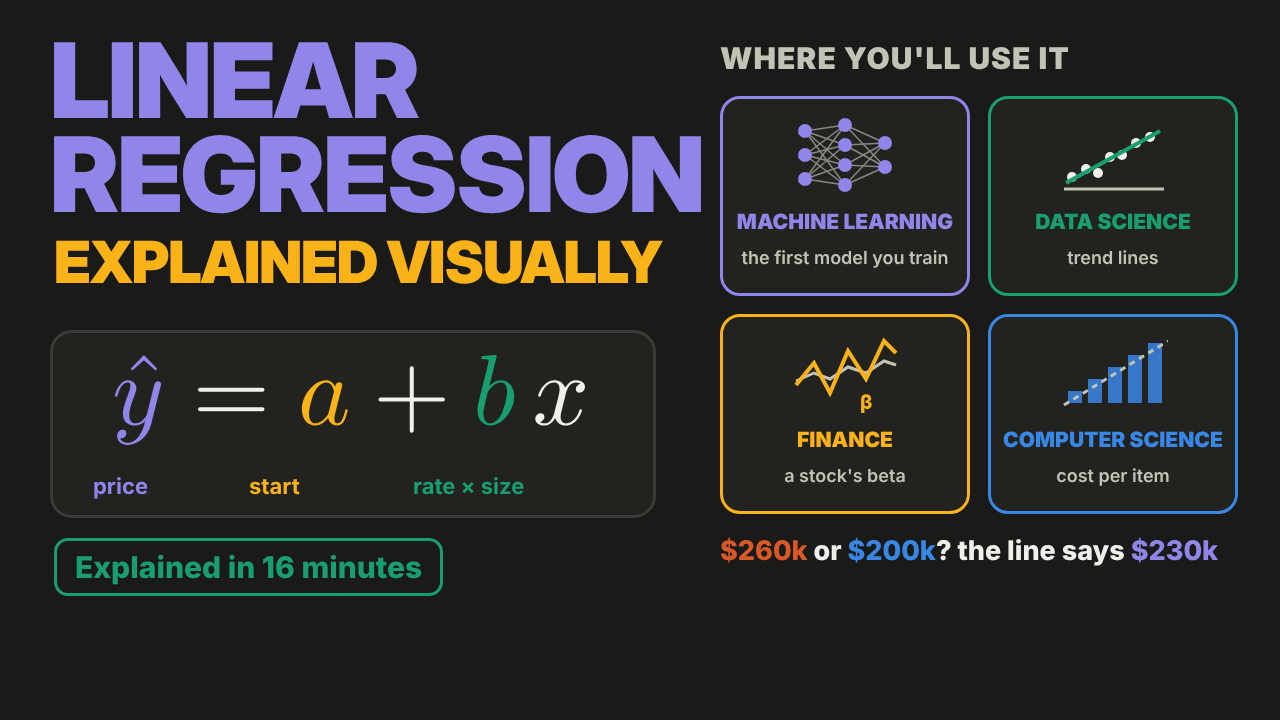 LINEAR
REGRESSION
EXPLAINED VISUALLY
ŷ = a + b x
price start rate × size
Explained in 16 minutes
WHERE YOU'LL USE IT
MACHINE LEARNING
the first model you train
DATA SCIENCE
trend lines
β
FINANCE
a stock's beta
COMPUTER SCIENCE
cost per item
$260k or $200k? the line says $230k